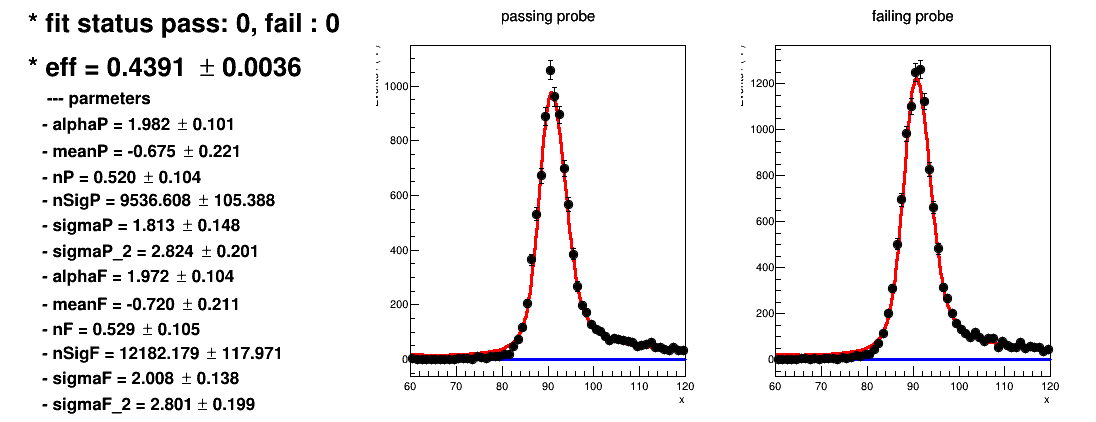 * fit status pass: 0, fail : 0
* eff = 0.4391 ± 0.0036
--- parmeters
- alphaP = 1.982 ± 0.101
- meanP = -0.675 ± 0.221
- nP = 0.520 ± 0.104
- nSigP = 9536.608 ± 105.388
- sigmaP = 1.813 ± 0.148
- sigmaP_2 = 2.824 ± 0.201
- alphaF = 1.972 ± 0.104
- meanF = -0.720 ± 0.211
- nF = 0.529 ± 0.105
- nSigF = 12182.179 ± 117.971
- sigmaF = 2.008 ± 0.138
- sigmaF_2 = 2.801 ± 0.199
passing probe
1000
800
600
400
200
0
60 70 80 90 100 110 120
x
failing probe
1200
1000
800
600
400
200
0
60 70 80 90 100 110 120
x